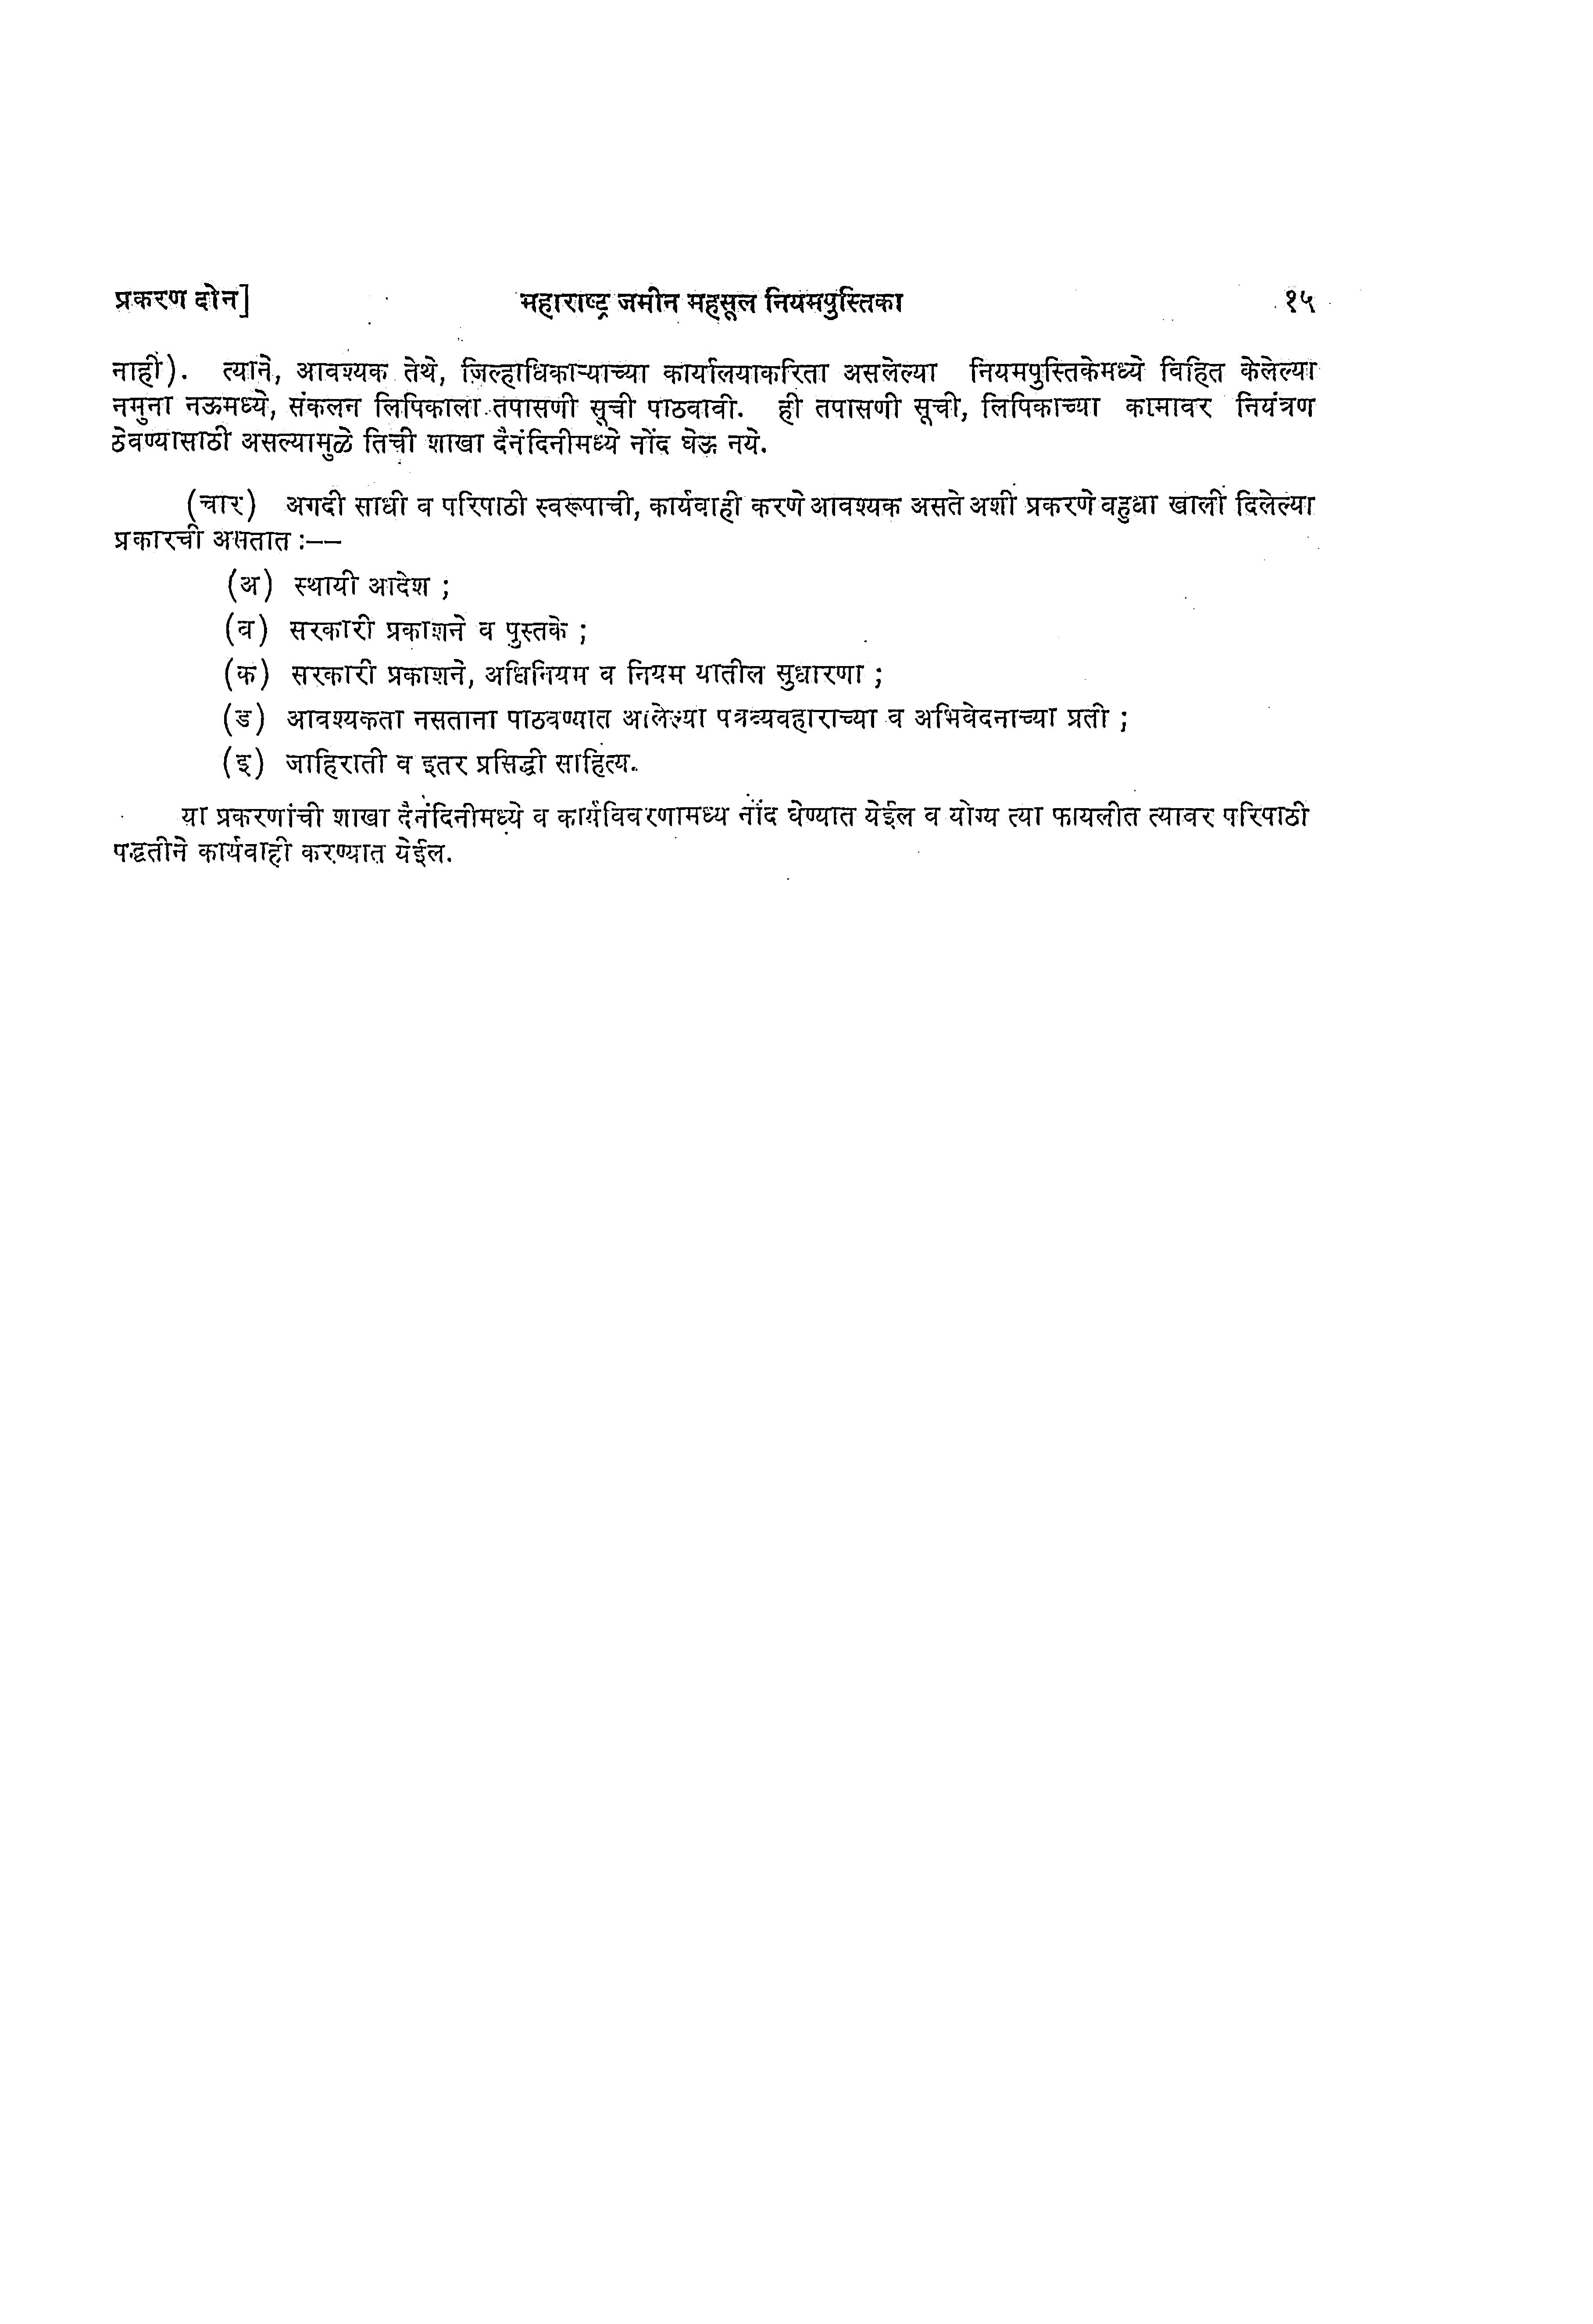 प्रकरण दोन] महाराष्ट्र जमीन महसूल नियमपुस्तिका १५
नाही). त्याने, आवश्यक तेथे, जिल्हाधिकाऱ्याच्या कार्यालयाकरिता असलेल्या नियमपुस्तिकेमध्ये विहित केलेल्या
नमुना नऊमध्ये, संकलन लिपिकाला तपासणी सूची पाठवावी. ही तपासणी सूची, लिपिकाच्या कामावर नियंत्रण
ठेवण्यासाठी असल्यामुळे तिची शाखा दैनंदिनीमध्ये नोंद घेऊ नये.
(चार) अगदी साधी व परिपाठी स्वरूपाची, कार्यवाही करणे आवश्यक असते अशी प्रकरणे बहुधा खाली दिलेल्या
प्रकारची असतात :--
(अ) स्थायी आदेश ;
(ब) सरकारी प्रकाशने व पुस्तके ;
(क) सरकारी प्रकाशने, अधिनियम व नियम यातील सुधारणा ;
(ड) आवश्यकता नसताना पाठवण्यात आलेल्या पत्रव्यवहाराच्या व अभिवेदनाच्या प्रती ;
(इ) जाहिराती व इतर प्रसिद्धी साहित्य.
या प्रकरणांची शाखा दैनंदिनीमध्ये व कार्यविवरणामध्य नोंद घेण्यात येईल व योग्य त्या फायलीत त्यावर परिपाठी
पद्धतीने कार्यवाही करण्यात येईल.